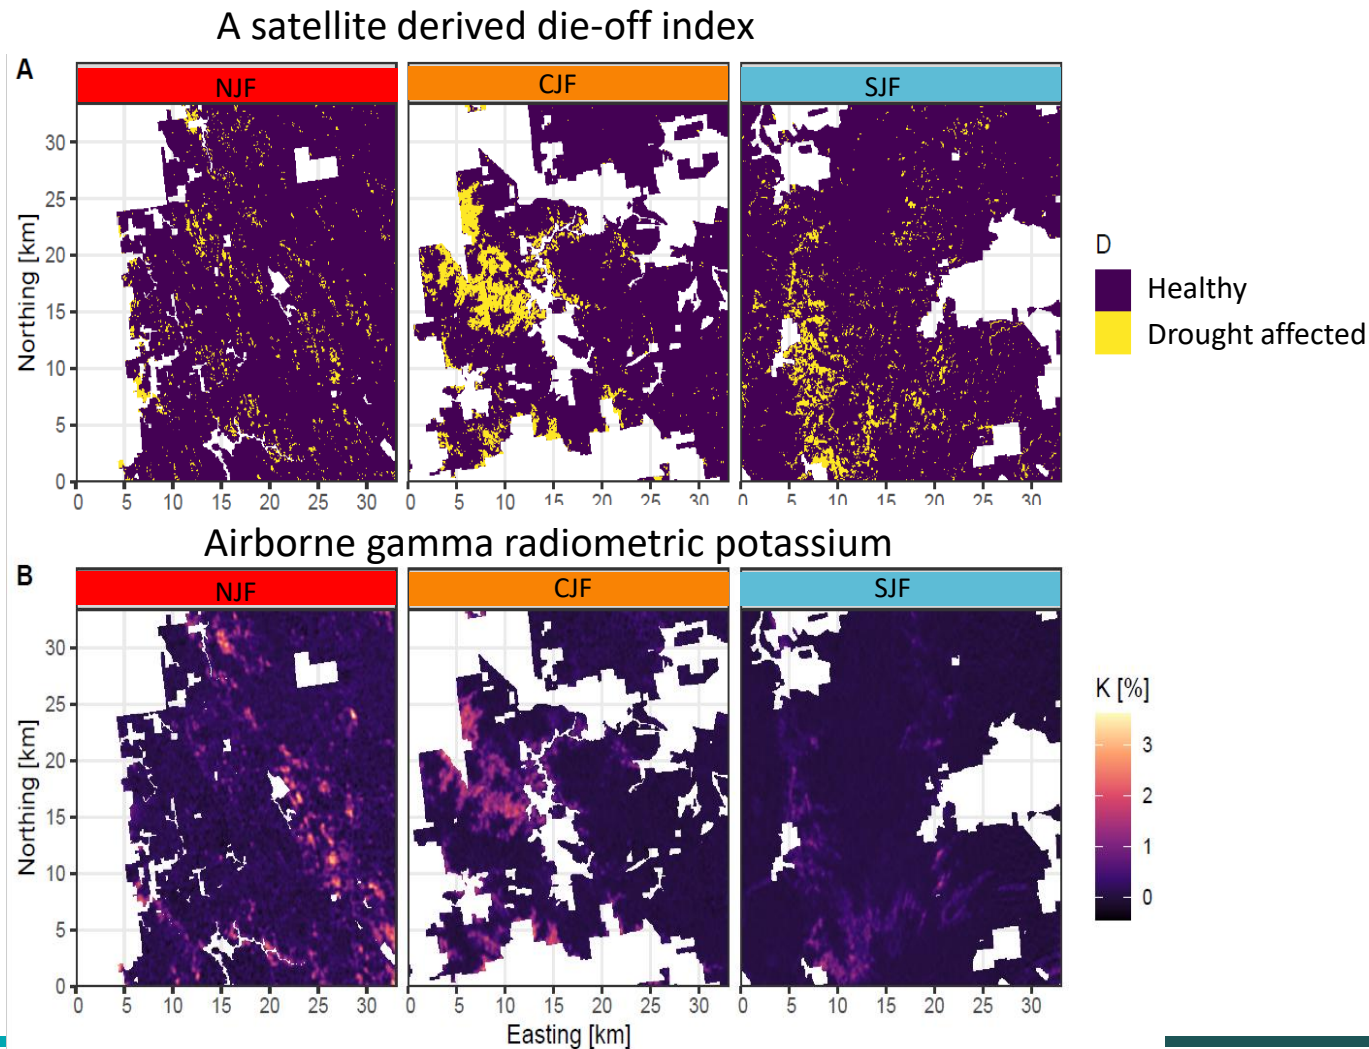 A satellite derived die-off index
A
NJF
CJF
SJF
Northing [km]
30
25
20
15
10
5
0
0 5 10 15 20 25 30
0 5 10 15 20 25 30
0 5 10 15 20 25 30
D
Healthy
Drought affected
Airborne gamma radiometric potassium
B
NJF
CJF
SJF
Northing [km]
30
25
20
15
10
5
0
0 5 10 15 20 25 30
0 5 10 15 20 25 30
0 5 10 15 20 25 30
Easting [km]
K [%]
3
2
1
0